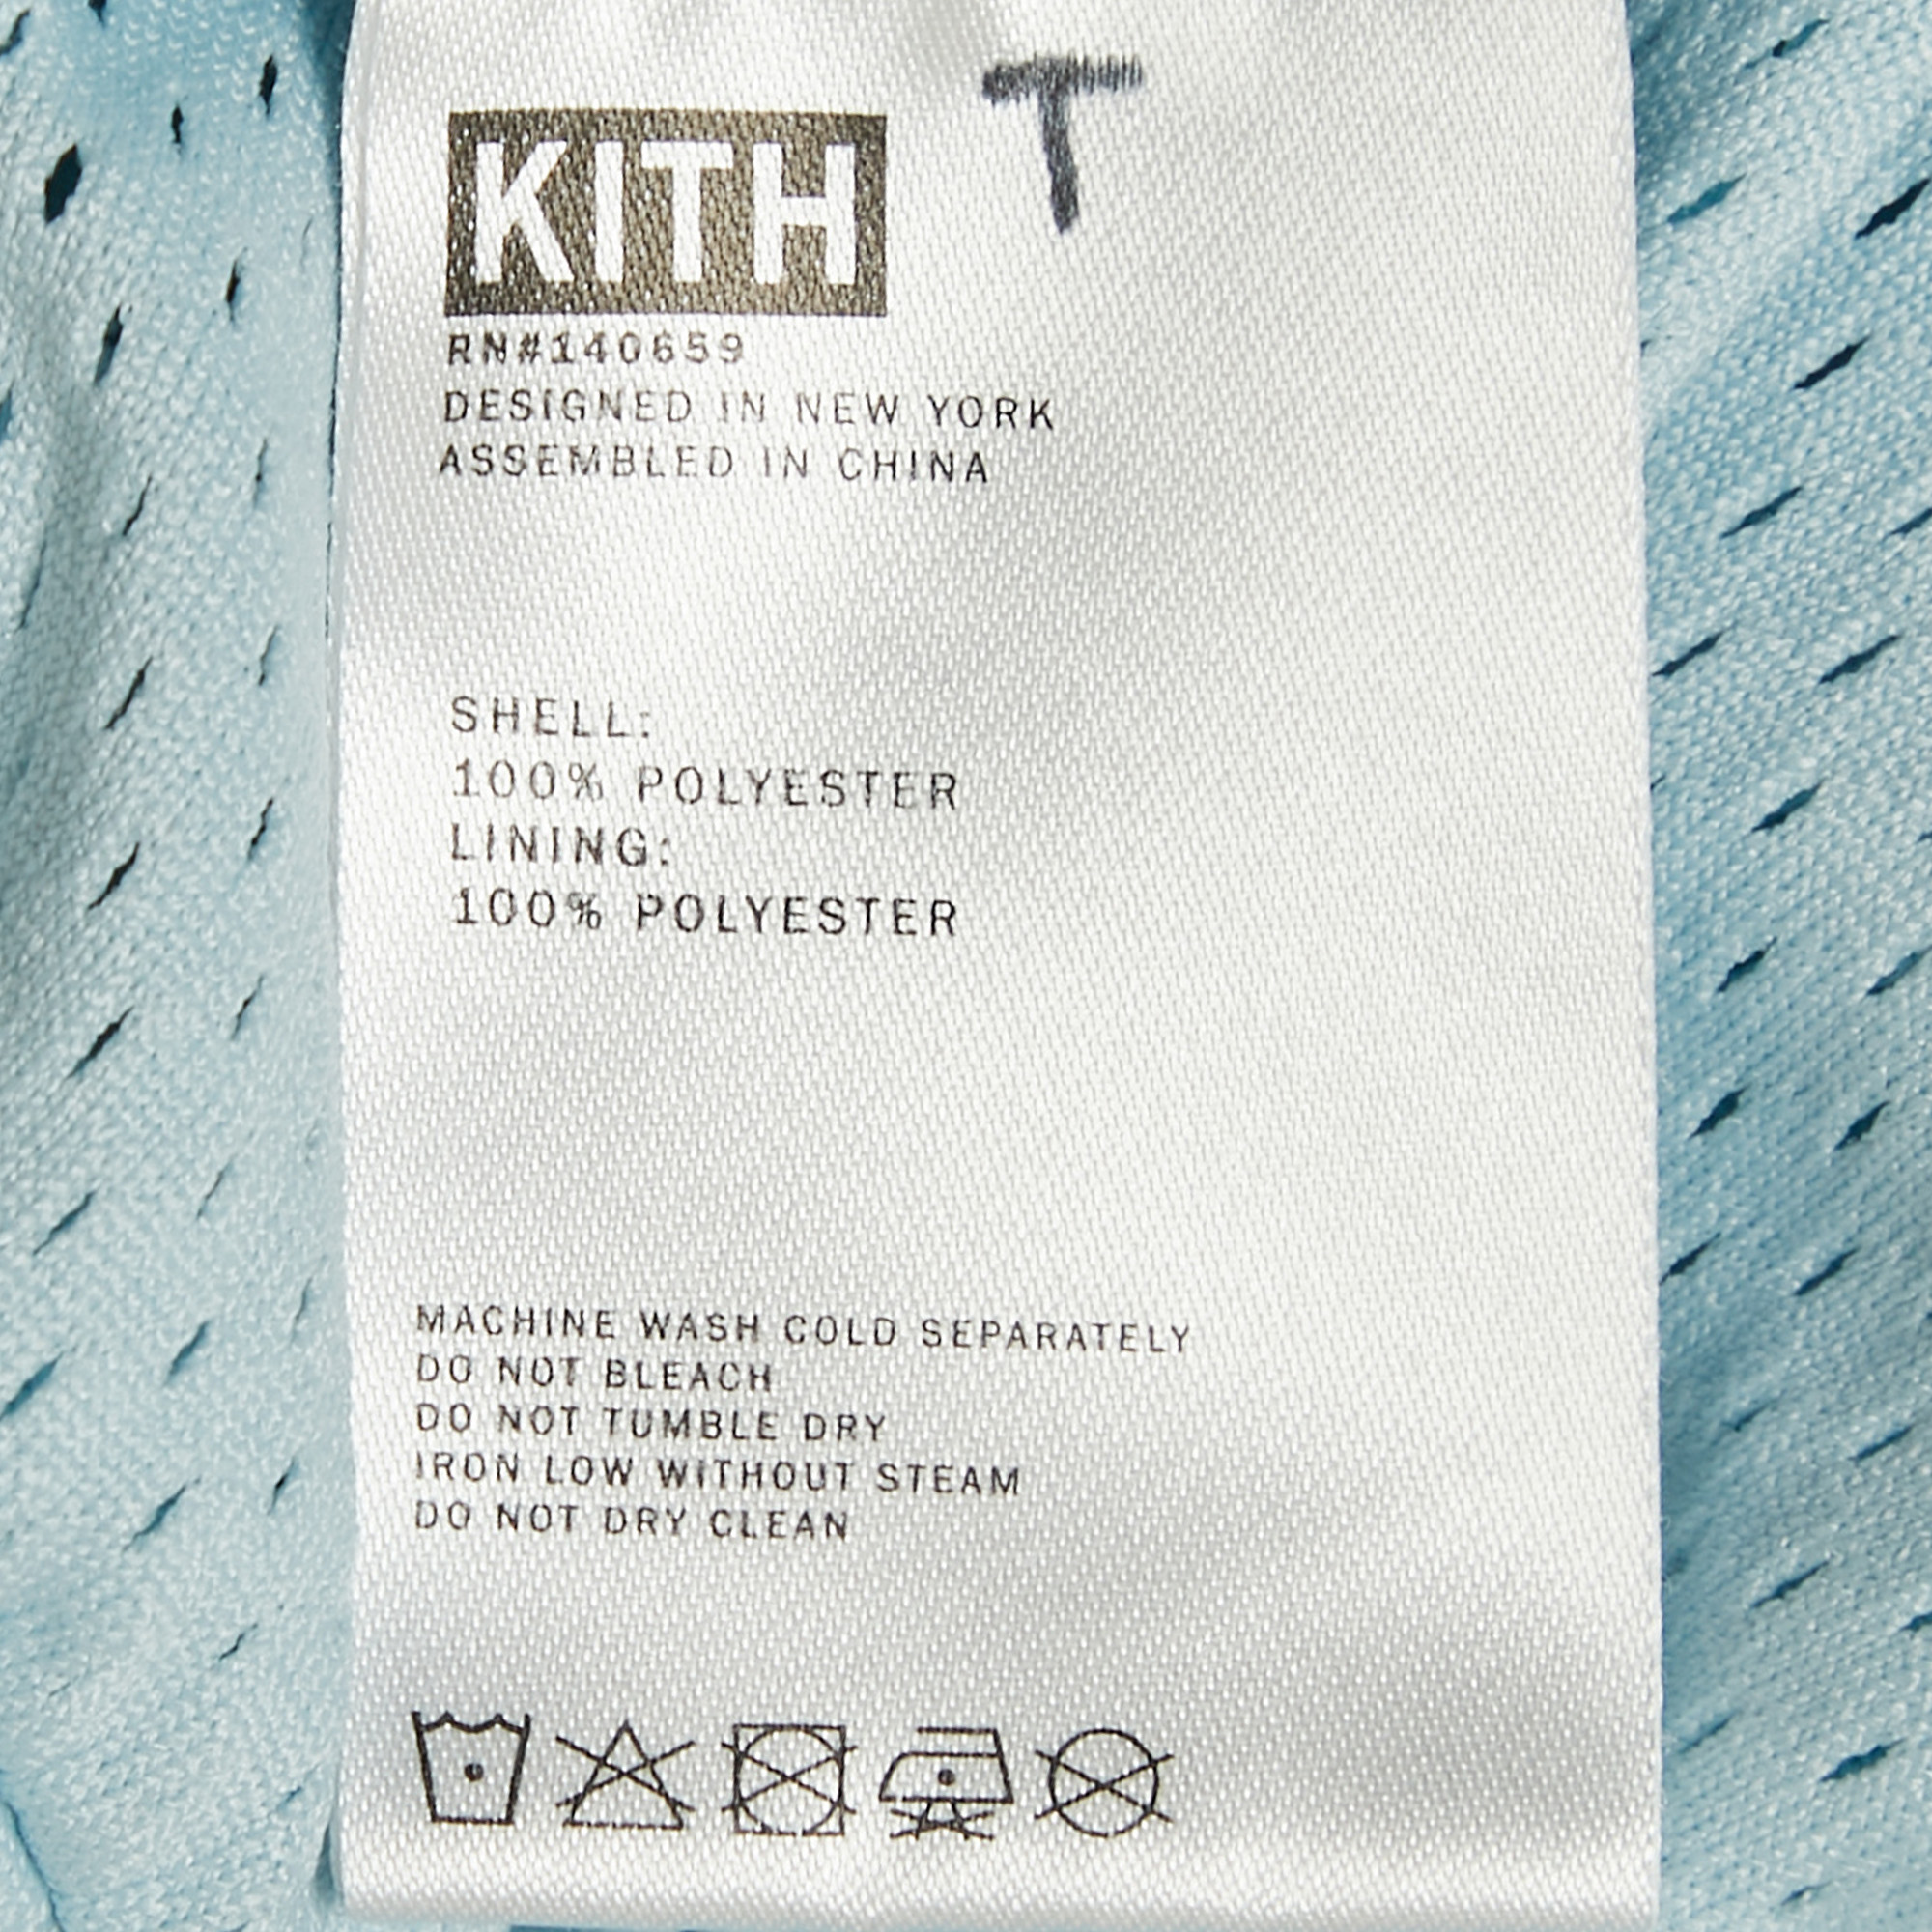 T
KITH
RN#140659
DESIGNED IN NEW YORK
ASSEMBLED IN CHINA
SHELL:
100% POLYESTER
LINING:
100% POLYESTER
MACHINE WASH COLD SEPARATELY
DO NOT BLEACH
DO NOT TUMBLE DRY
IRON LOW WITHOUT STEAM
DO NOT DRY CLEAN